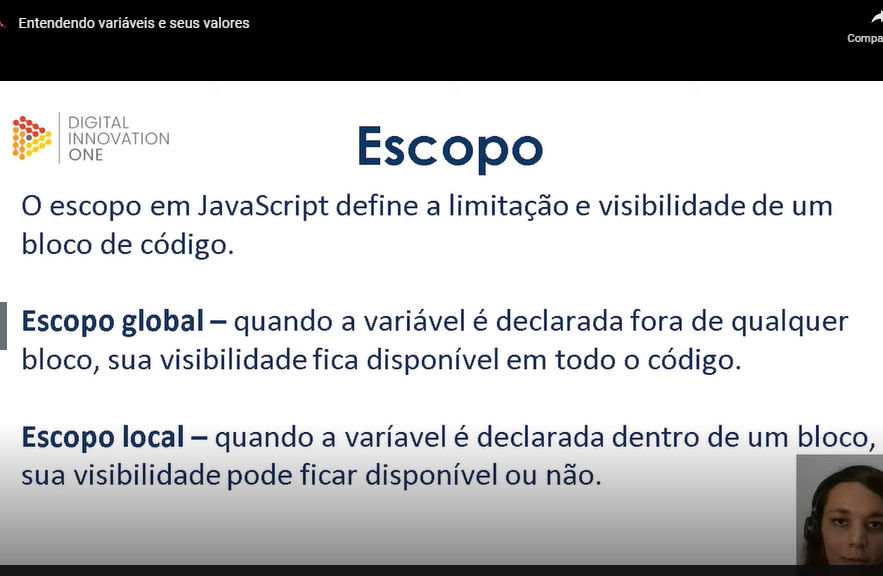 Entendendo variáveis e seus valores
DIGITAL
INNOVATION
ONE
Escopo
O escopo em JavaScript define a limitação e visibilidade de um
bloco de código.
Escopo global – quando a variável é declarada fora de qualquer
bloco, sua visibilidade fica disponível em todo o código.
Escopo local – quando a varíavel é declarada dentro de um bloco,
sua visibilidade pode ficar disponível ou não.